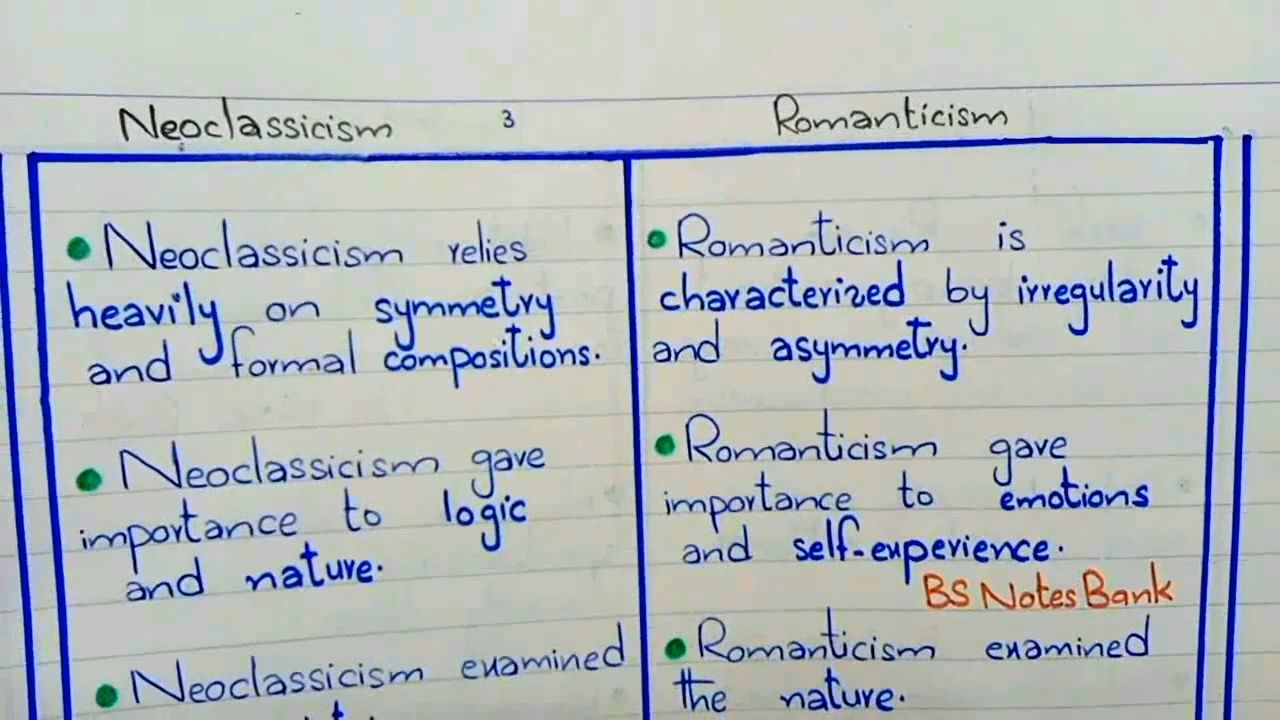 Neoclassicism
3
Romanticism
• Neoclassicism relies
heavily on symmetry
and formal compositions.
• Neoclassicism gave
importance to logic
and nature.
• Neoclassicism examined
• Romanticism is
characterized by irregularity
and asymmetry.
• Romanticism gave
importance to emotions
and self-experience.
BS Notes Bank
• Romanticism examined
the nature.